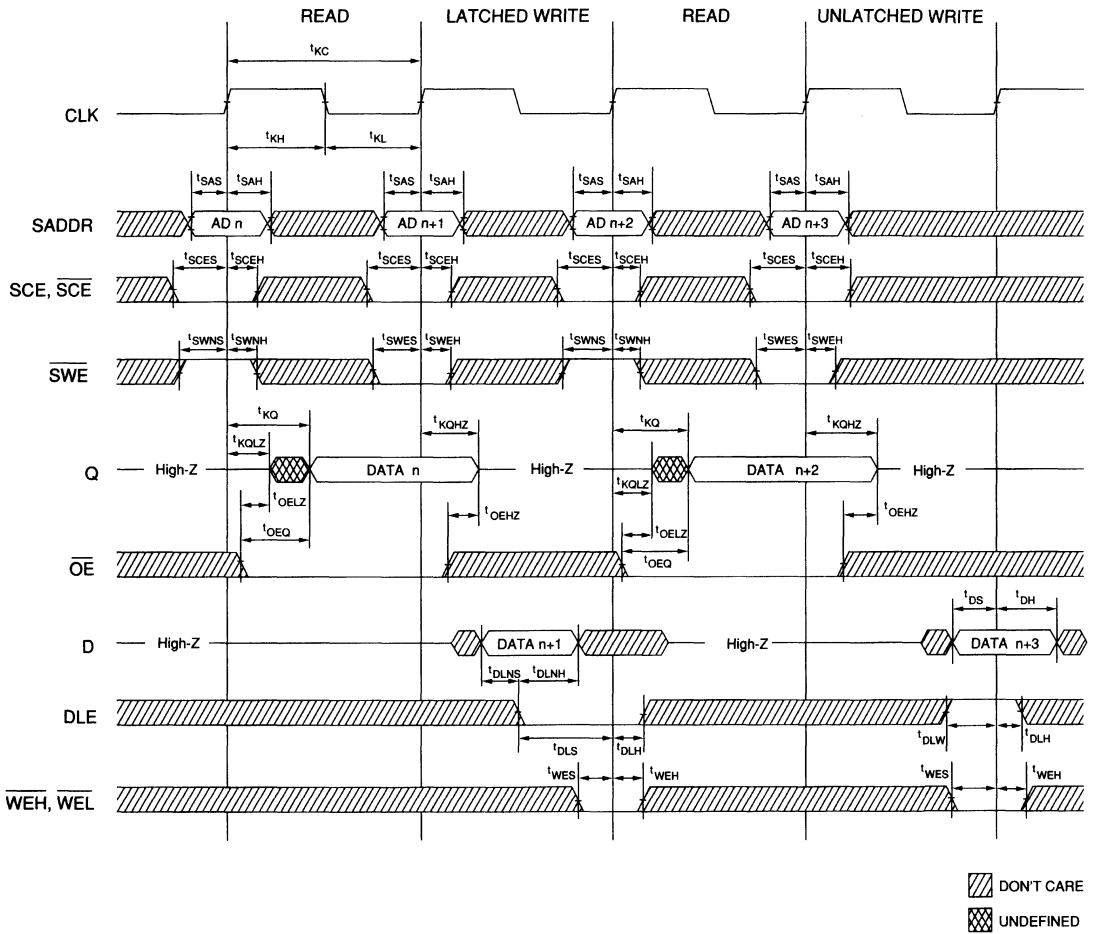 READ LATCHED WRITE READ UNLATCHED WRITE
tKC
CLK
tKH tKL
tSAS tSAH tSAS tSAH tSAS tSAH tSAS tSAH
SADDR AD n AD n+1 AD n+2 AD n+3
tSCES tSCEH tSCES tSCEH tSCES tSCEH tSCES tSCEH
SCE, SCE
tSWNS tSWNH tSWES tSWEH tSWNS tSWNH tSWES tSWEH
SWE
tKQ tKQHZ tKQ tKQHZ
tKQLZ
Q High-Z DATA n High-Z DATA n+2 High-Z
tKQLZ
tOELZ tOEHZ tOELZ tOEHZ
tOEQ tOEQ
OE
tDS tDH
D High-Z DATA n+1 High-Z DATA n+3
tDLNS tDLNH
DLE
tDLS tDLH tDLW tDLH
tWES tWEH tWES tWEH
WEH, WEL
DON'T CARE
UNDEFINED